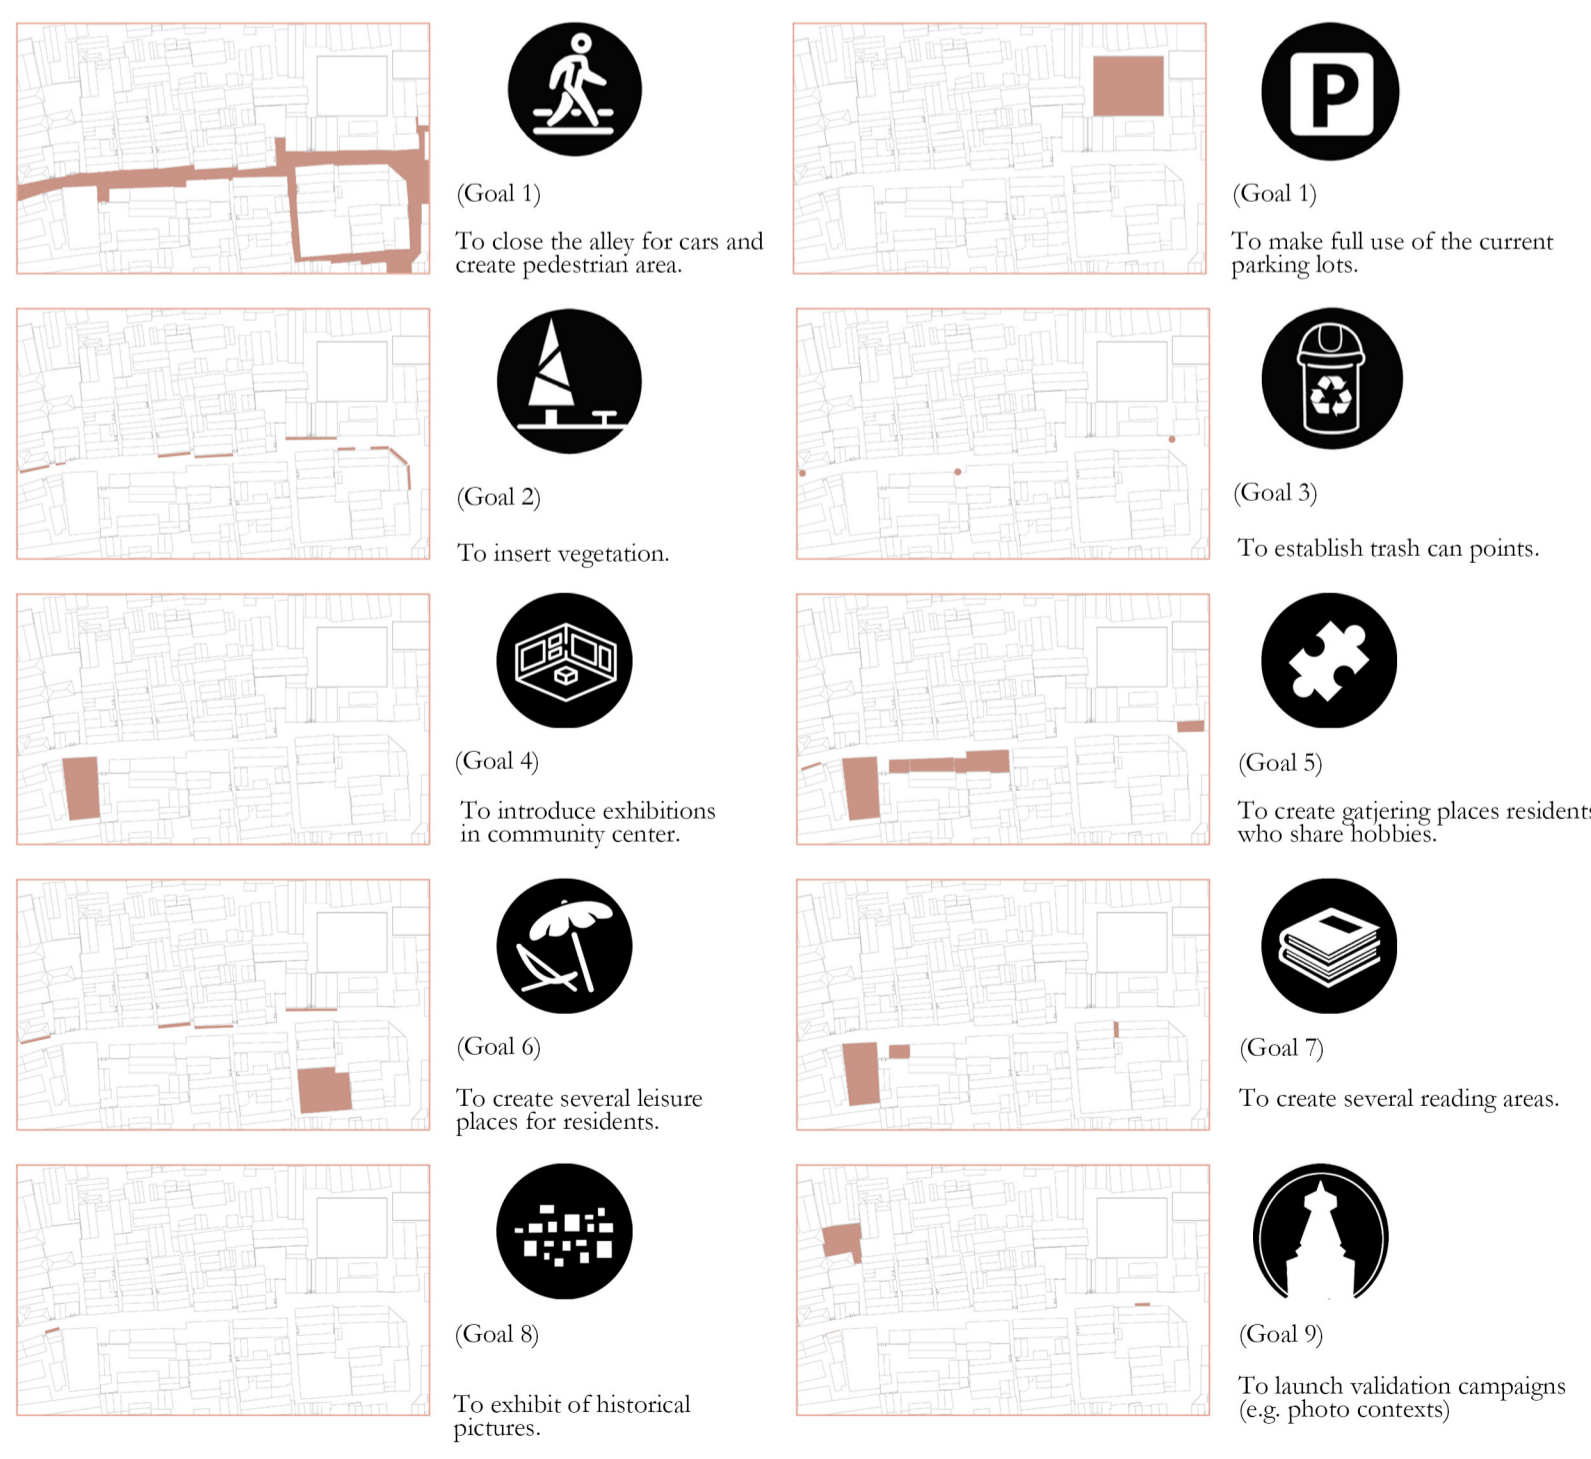 (Goal 1)
To close the alley for cars and
create pedestrian area.
P
(Goal 1)
To make full use of the current
parking lots.
(Goal 2)
To insert vegetation.
(Goal 3)
To establish trash can points.
(Goal 4)
To introduce exhibitions
in community center.
(Goal 5)
To create gatjering places residents
who share hobbies.
(Goal 6)
To create several leisure
places for residents.
(Goal 7)
To create several reading areas.
(Goal 8)
To exhibit of historical
pictures.
(Goal 9)
To launch validation campaigns
(e.g. photo contexts)